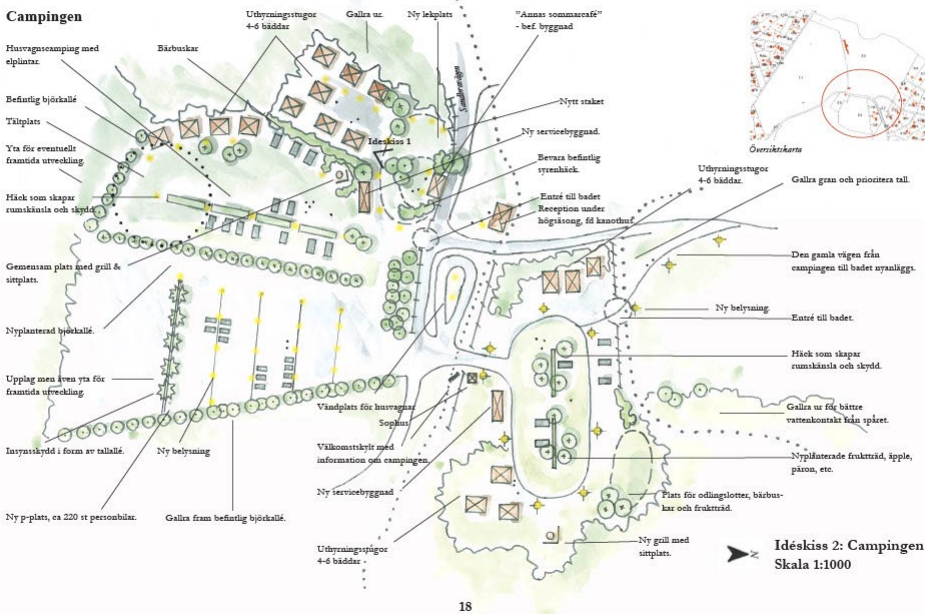 Campingen
Uthyrningsstugor
4-6 bäddar
Gallra ur.
Ny lekplats
”Annas sommarcafé”
- bef. byggnad
Husvagnscamping med
elplintar.
Bärbuskar
Befintlig björkallé
Tältplats
Yta för eventuellt
framtida utveckling.
Häck som skapar
rumskänsla och skydd.
Gemensam plats med grill &
sittplats.
Nyplanterad björkallé.
Upplag men även yta för
framtida utveckling.
Insynsskydd i form av tallallé.
Ny belysning
Ny p-plats, ca 220 st personbilar.
Gallra fram befintlig björkallé.
Ideskiss 1
Nytt staket
Ny servicebyggnad.
Bevara befintlig
syrenhäck.
Entré till badet
Reception under
högsäsong, fd kanothus.
Översiktskarta
Uthyrningsstugor
4-6 bäddar.
Gallra gran och prioritera tall.
Den gamla vägen från
campingen till badet nyanläggs.
Ny belysning.
Entré till badet.
Häck som skapar
rumskänsla och skydd.
Gallra ur för bättre
vattenkontakt från spåret.
Nyplanterade fruktträd, äpple,
päron, etc.
Vändplats för husvagnar
Sophus
Välkomstskylt med
information om campingen.
Ny servicebyggnad
Uthyrningsstugor
4-6 bäddar
Plats för odlingslotter, bärbus-
kar och fruktträd.
Ny grill med
sittplats.
N
Idéskiss 2: Campingen
Skala 1:1000
18